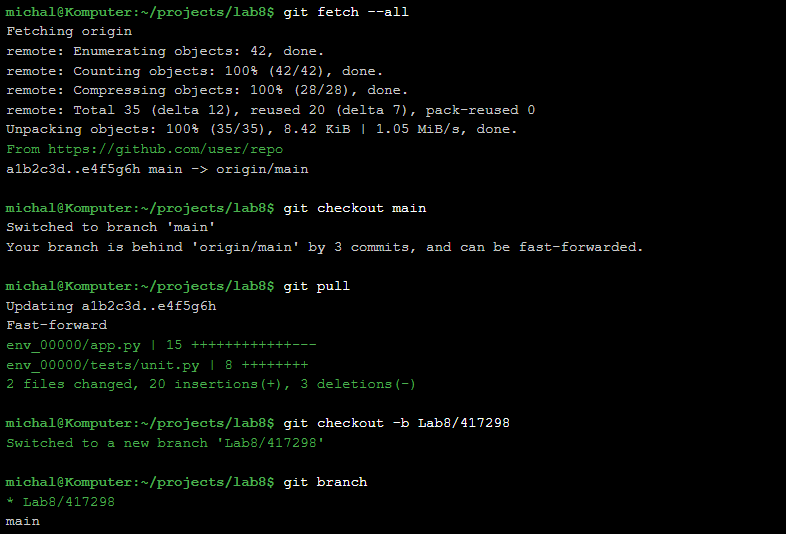 michal@Komputer:~/projects/lab8$ git fetch --all
Fetching origin
remote: Enumerating objects: 42, done.
remote: Counting objects: 100% (42/42), done.
remote: Compressing objects: 100% (28/28), done.
remote: Total 35 (delta 12), reused 20 (delta 7), pack-reused 0
Unpacking objects: 100% (35/35), 8.42 KiB | 1.05 MiB/s, done.
From https://github.com/user/repo
a1b2c3d..e4f5g6h main -> origin/main
michal@Komputer:~/projects/lab8$ git checkout main
Switched to branch 'main'
Your branch is behind 'origin/main' by 3 commits, and can be fast-forwarded.
michal@Komputer:~/projects/lab8$ git pull
Updating a1b2c3d..e4f5g6h
Fast-forward
env_00000/app.py | 15 ++++++++++++---
env_00000/tests/unit.py | 8 ++++++++
2 files changed, 20 insertions(+), 3 deletions(-)
michal@Komputer:~/projects/lab8$ git checkout -b Lab8/417298
Switched to a new branch 'Lab8/417298'
michal@Komputer:~/projects/lab8$ git branch
* Lab8/417298
main